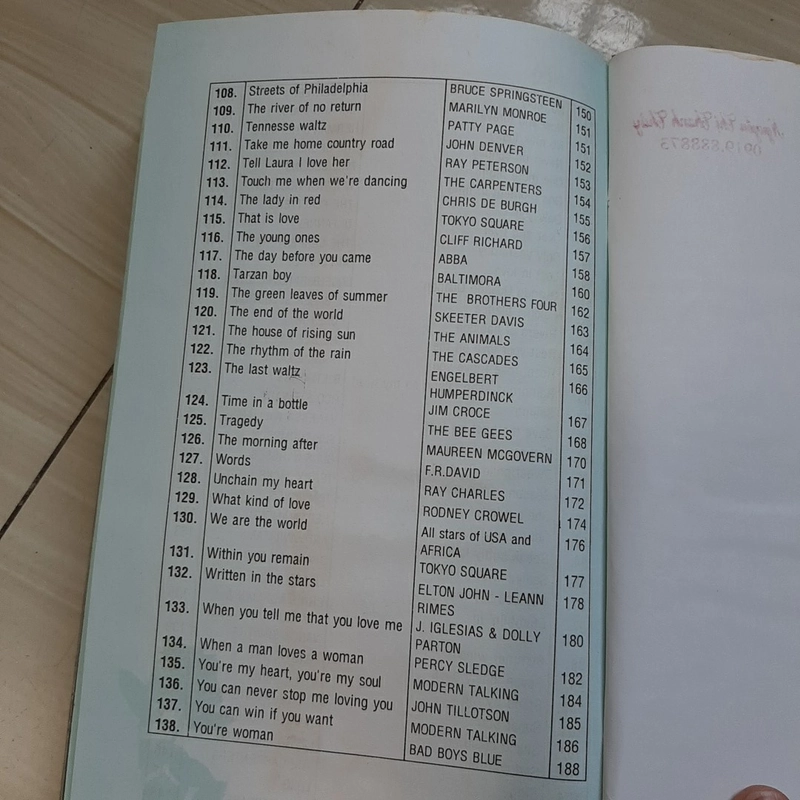 108. Streets of Philadelphia BRUCE SPRINGSTEEN 150
109. The river of no return MARILYN MONROE 151
110. Tennesse waltz PATTY PAGE 151
111. Take me home country road JOHN DENVER 152
112. Tell Laura I love her RAY PETERSON 153
113. Touch me when we're dancing THE CARPENTERS 154
114. The lady in red CHRIS DE BURGH 155
115. That is love TOKYO SQUARE 156
116. The young ones CLIFF RICHARD 157
117. The day before you came ABBA 158
118. Tarzan boy BALTIMORA 160
119. The green leaves of summer THE BROTHERS FOUR 162
120. The end of the world SKEETER DAVIS 163
121. The house of rising sun THE ANIMALS 164
122. The rhythm of the rain THE CASCADES 165
123. The last waltz ENGELBERT 166
HUMPERDINCK
124. Time in a bottle JIM CROCE 167
125. Tragedy THE BEE GEES 168
126. The morning after MAUREEN MCGOVERN 170
127. Words F.R.DAVID 171
128. Unchain my heart RAY CHARLES 172
129. What kind of love RODNEY CROWEL 174
130. We are the world All stars of USA and 176
AFRICA
131. Within you remain TOKYO SQUARE 177
132. Written in the stars ELTON JOHN - LEANN 178
RIMES
133. When you tell me that you love me J. IGLESIAS & DOLLY 180
PARTON
134. When a man loves a woman PERCY SLEDGE 182
135. You're my heart, you're my soul MODERN TALKING 184
136. You can never stop me loving you JOHN TILLOTSON 185
137. You can win if you want MODERN TALKING 186
138. You're woman BAD BOYS BLUE 188